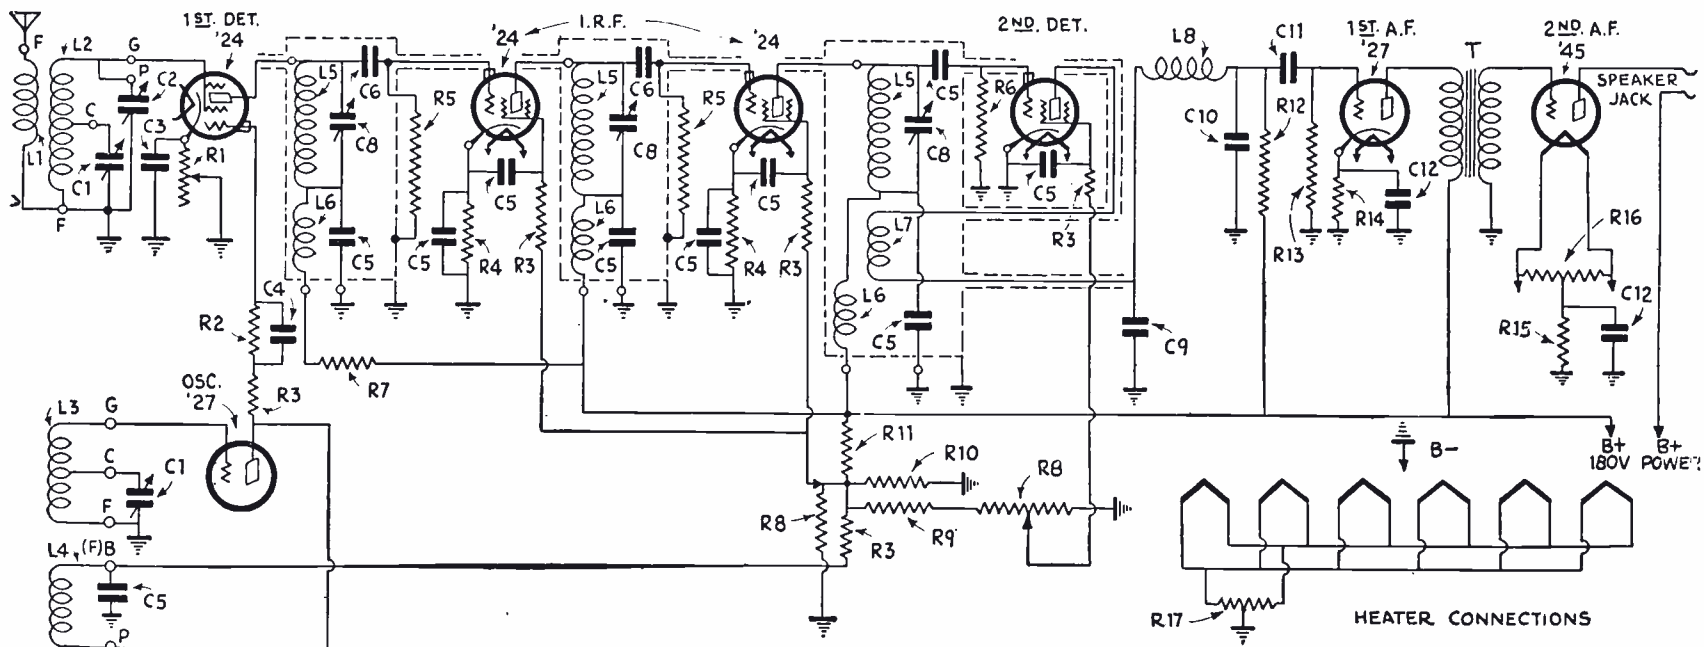 1ST. DET.
'24
I.R.F.
'24
'24
2ND. DET.
L8
C11
1ST. A.F.
'27
T
2ND. A.F.
'45
SPEAKER
JACK
F
L2
G
P
C2
C
C3
L1
C1
R1
F
L5
C6
R5
C8
L6
C5
C5
R4
C5
R3
L5
C6
R5
C8
L6
C5
C5
R4
C5
R3
L5
C5
R6
C8
L7
L6
C5
C5
R3
C9
C10
R12
R13
R14
C12
R16
R15
C12
C4
R2
R7
OSC.
'27
R3
L3
G
C
C1
F
L4
(F)B
C5
P
R11
R10
R8
R9
R3
R8
B-
B+
180V
B+
POWER
R17
HEATER CONNECTIONS